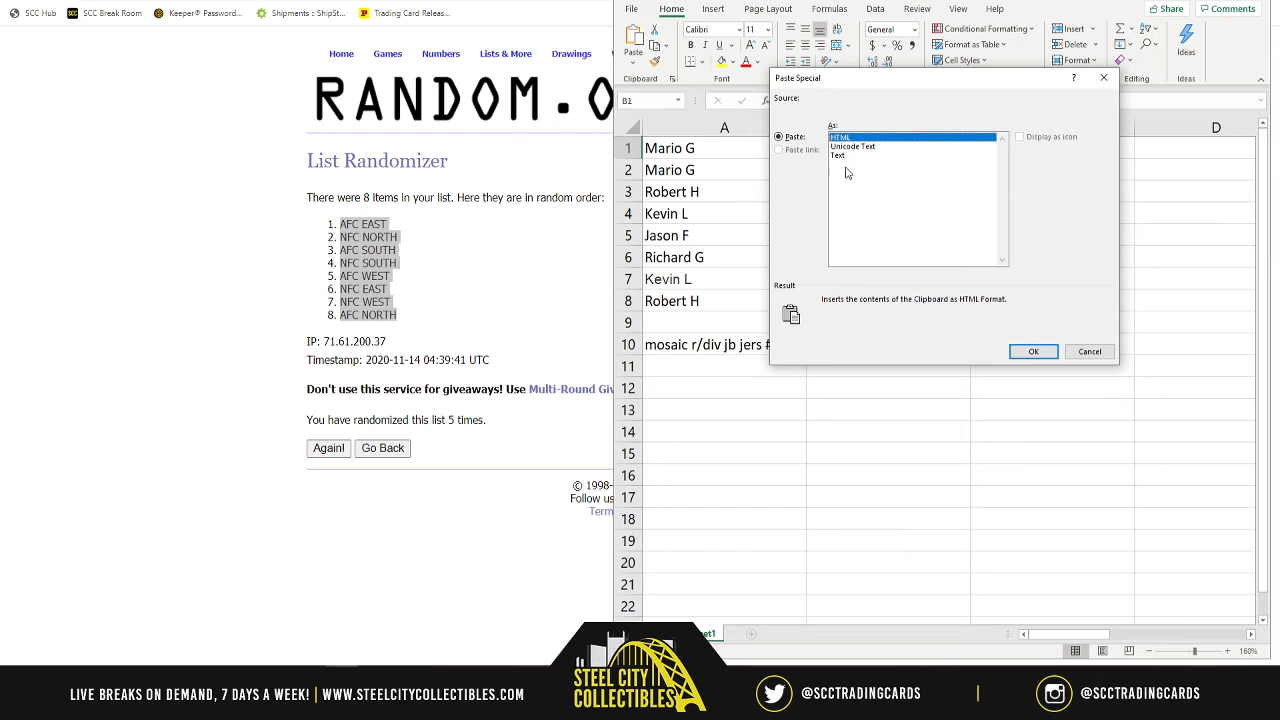 SCC Hub SCC Break Room Keeper® Password... Shipments :: ShipSt... Trading Card Releas...
Home Games Numbers Lists & More Drawings
RANDOM.O
List Randomizer
There were 8 items in your list. Here they are in random order:
1. AFC EAST
2. NFC NORTH
3. AFC SOUTH
4. NFC SOUTH
5. AFC WEST
6. NFC EAST
7. NFC WEST
8. AFC NORTH
IP: 71.61.200.37
Timestamp: 2020-11-14 04:39:41 UTC
Don't use this service for giveaways! Use Multi-Round Giv
You have randomized this list 5 times.
Again! Go Back
© 1998-
Follow us
Term
File Home Insert Page Layout Formulas Data Review View Help Share Comments
Calibri 11 General Conditional Formatting Insert
B I U $ % Format as Table Delete
Paste Cell Styles Format Ideas
Clipboard Editing Ideas
B1
A D
1 Mario G
2 Mario G
3 Robert H
4 Kevin L
5 Jason F
6 Richard G
7 Kevin L
8 Robert H
9
10 mosaic r/div jb jers #
11
12
13
14
15
16
17
18
19
20
21
22
160%
Paste Special ?
Source:
As:
Paste: HTML Display as icon
Paste link: Unicode Text
Text
Result
Inserts the contents of the Clipboard as HTML Format.
OK Cancel
LIVE BREAKS ON DEMAND, 7 DAYS A WEEK! | WWW.STEELCITYCOLLECTIBLES.COM
STEEL CITY
COLLECTIBLES
@SCCTRADINGCARDS | @SCCTRADINGCARDS